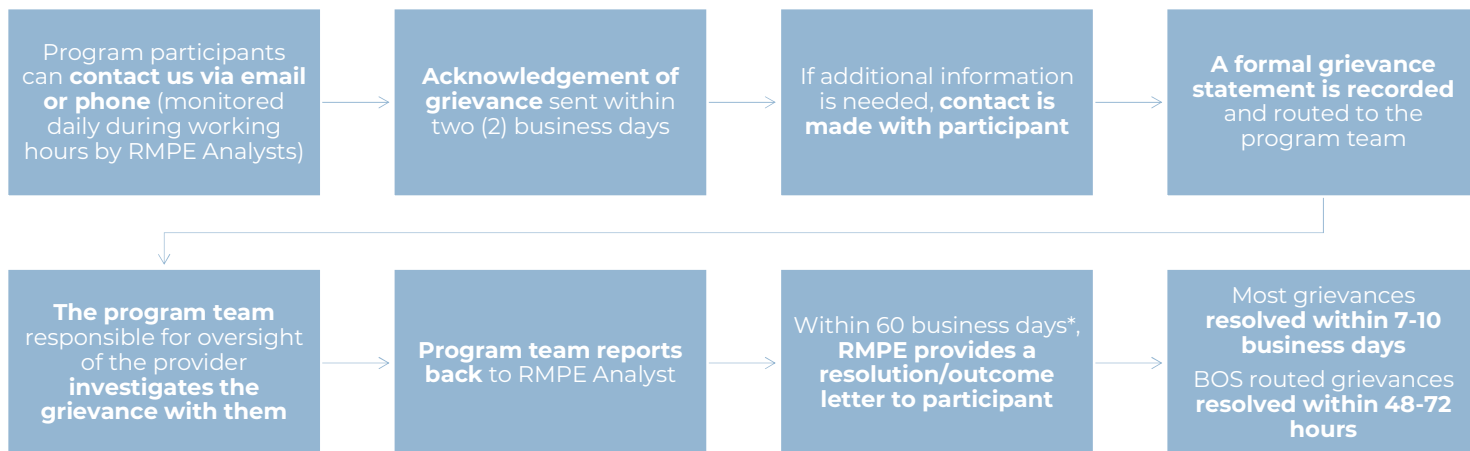 Program participants
can contact us via email
or phone (monitored
daily during working
hours by RMPE Analysts)
Acknowledgement of
grievance sent within
two (2) business days
If additional information
is needed, contact is
made with participant
A formal grievance
statement is recorded
and routed to the
program team
The program team
responsible for oversight
of the provider
investigates the
grievance with them
Program team reports
back to RMPE Analyst
Within 60 business days*,
RMPE provides a
resolution/outcome
letter to participant
Most grievances
resolved within 7-10
business days
BOS routed grievances
resolved within 48-72
hours